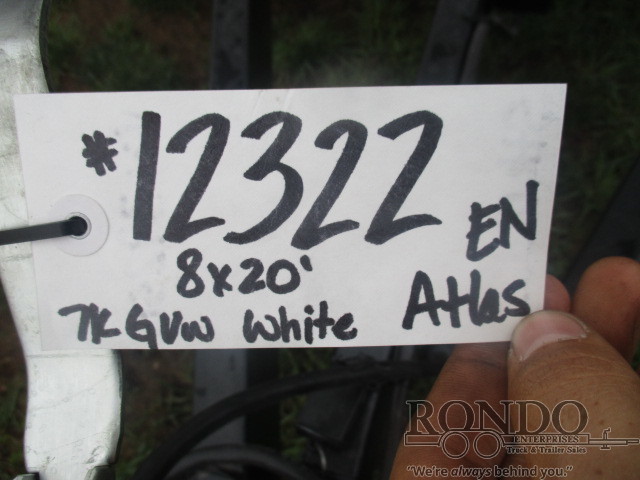 *12322
EN
8x20'
7K GVW White Atlas
RONDO
ENTERPRISES
Truck & Trailer Sales
"We're always behind you."